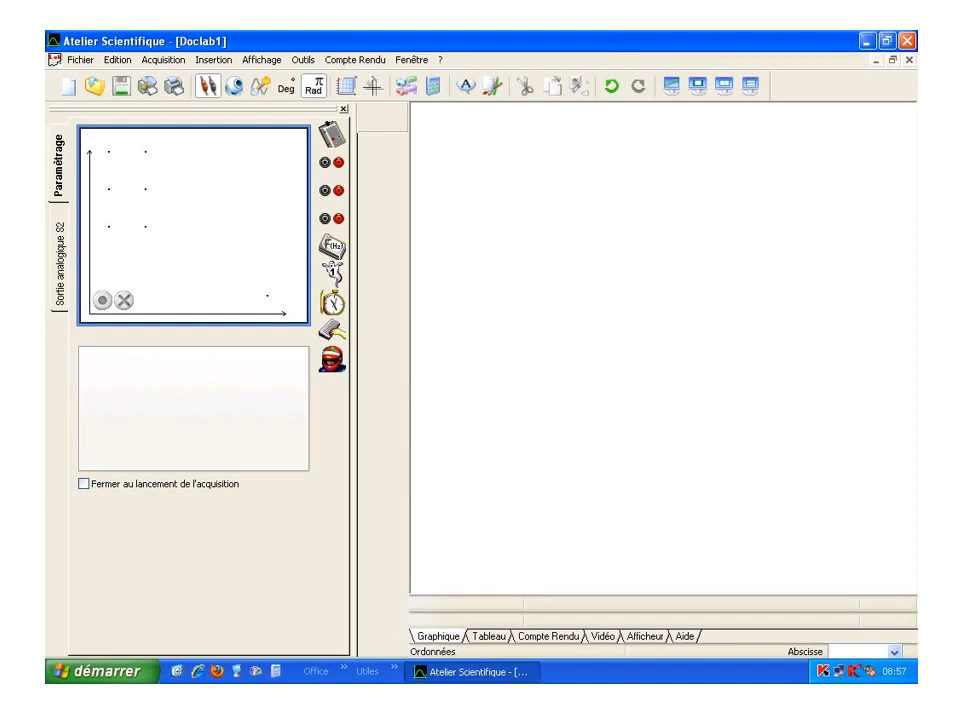 Atelier Scientifique - [Doclab1]
Fichier Edition Acquisition Insertion Affichage Outils Compte Rendu Fenêtre ?
Deg π Rad
Paramètrage
Sortie analogique S2
F(Hz)
1
Fermer au lancement de l'acquisition
Graphique Tableau Compte Rendu Vidéo Afficheur Aide
Ordonnées Abscisse
démarrer Office » Utiles » Atelier Scientifique - [... 08:57